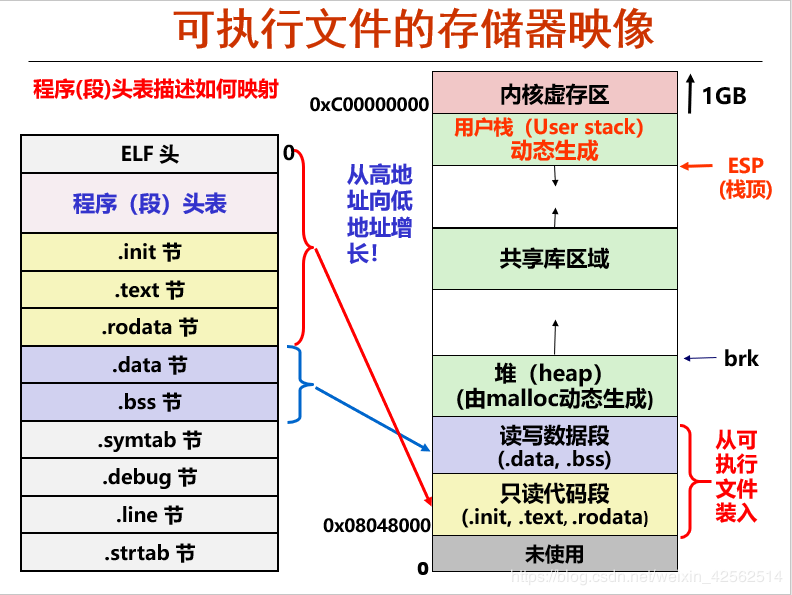 可执行文件的存储器映像
程序(段)头表描述如何映射
ELF 头
程序（段）头表
.init 节
.text 节
.rodata 节
.data 节
.bss 节
.symtab 节
.debug 节
.line 节
.strtab 节
0
从高地
址向低
地址增
长！
0xC00000000
内核虚存区
1GB
用户栈（User stack）
动态生成
ESP
(栈顶)
共享库区域
brk
堆（heap）
(由malloc动态生成)
读写数据段
(.data, .bss)
只读代码段
(.init, .text, .rodata)
从可
执行
文件
装入
0x08048000
未使用
0
https://blog.csdn.net/weixin_42562514